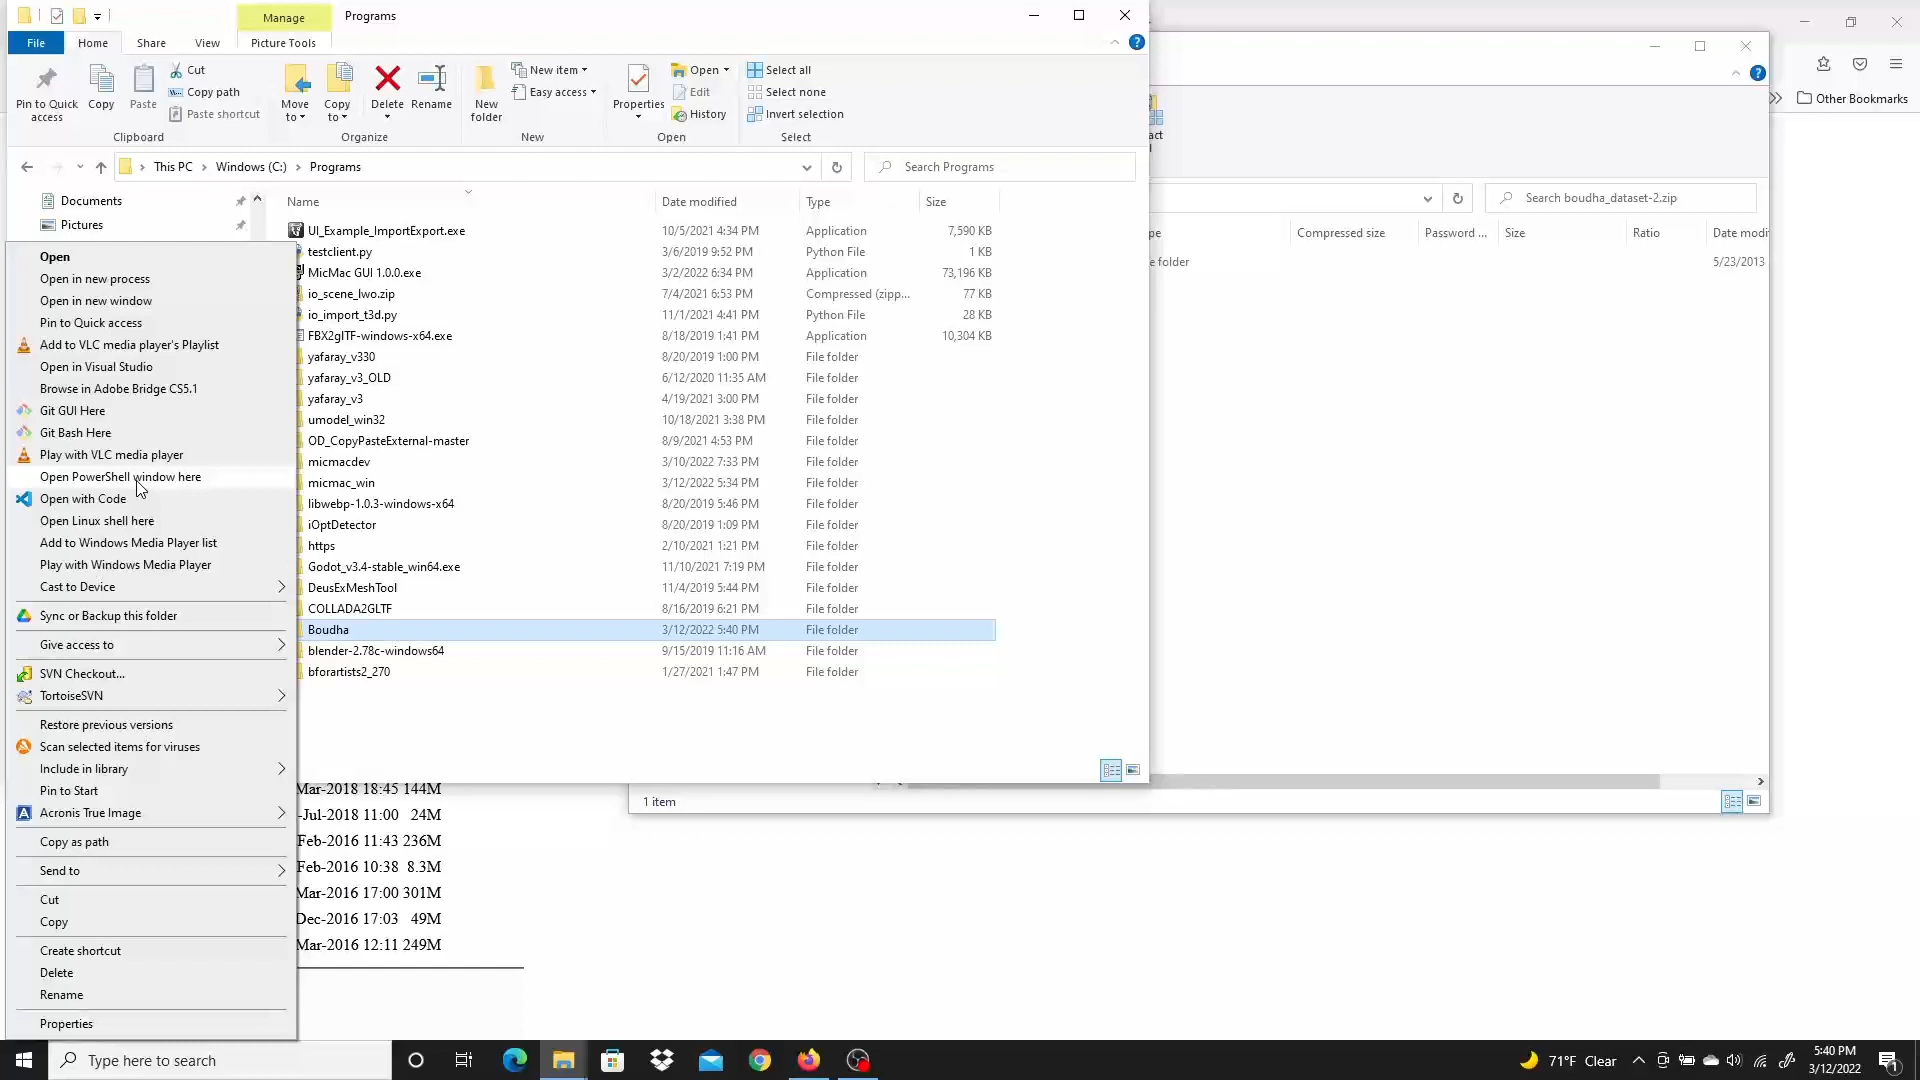 Manage
Programs
File
Home
Share
View
Picture Tools
Pin to Quick access
Copy
Paste
Cut
Copy path
Paste shortcut
Clipboard
Move to
Copy to
Delete
Rename
Organize
New folder
New item
Easy access
New
Properties
Open
Edit
History
Open
Select all
Select none
Invert selection
Select
Other Bookmarks
This PC > Windows (C:) > Programs
Search Programs
Search boudha_dataset-2.zip
Documents
Pictures
Name Date modified Type Size
UI_Example_ImportExport.exe 10/5/2021 4:34 PM Application 7,590 KB
testclient.py 3/6/2019 9:52 PM Python File 1 KB
MicMac GUI 1.0.0.exe 3/2/2022 6:34 PM Application 73,196 KB
io_scene_lwo.zip 7/4/2021 6:53 PM Compressed (zipp... 77 KB
io_import_t3d.py 11/1/2021 4:41 PM Python File 28 KB
FBX2glTF-windows-x64.exe 8/18/2019 1:41 PM Application 10,304 KB
yafaray_v330 8/20/2019 1:00 PM File folder
yafaray_v3_OLD 6/12/2020 11:35 AM File folder
yafaray_v3 4/19/2021 3:00 PM File folder
umodel_win32 10/18/2021 3:38 PM File folder
OD_CopyPasteExternal-master 8/9/2021 4:53 PM File folder
micmacdev 3/10/2022 7:33 PM File folder
micmac_win 3/12/2022 5:34 PM File folder
libwebp-1.0.3-windows-x64 8/20/2019 5:46 PM File folder
iOptDetector 8/20/2019 1:09 PM File folder
https 2/10/2021 1:21 PM File folder
Godot_v3.4-stable_win64.exe 11/10/2021 7:19 PM File folder
DeusExMeshTool 11/4/2019 5:44 PM File folder
COLLADA2GLTF 8/16/2019 6:21 PM File folder
Boudha 3/12/2022 5:40 PM File folder
blender-2.78c-windows64 9/15/2019 11:16 AM File folder
bforartists2_270 1/27/2021 1:47 PM File folder
Open
Open in new process
Open in new window
Pin to Quick access
Add to VLC media player's Playlist
Open in Visual Studio
Browse in Adobe Bridge CS5.1
Git GUI Here
Git Bash Here
Play with VLC media player
Open PowerShell window here
Open with Code
Open Linux shell here
Add to Windows Media Player list
Play with Windows Media Player
Cast to Device
Sync or Backup this folder
Give access to
SVN Checkout...
TortoiseSVN
Restore previous versions
Scan selected items for viruses
Include in library
Pin to Start
Acronis True Image
Copy as path
Send to
Cut
Copy
Create shortcut
Delete
Rename
Properties
Compressed size Password ... Size Ratio Date modi
e folder 5/23/2013
1 item
Mar-2018 18:45 144M
-Jul-2018 11:00 24M
Feb-2016 11:43 236M
Feb-2016 10:38 8.3M
Mar-2016 17:00 301M
Dec-2016 17:03 49M
Mar-2016 12:11 249M
Type here to search
71°F Clear
5:40 PM
3/12/2022
1